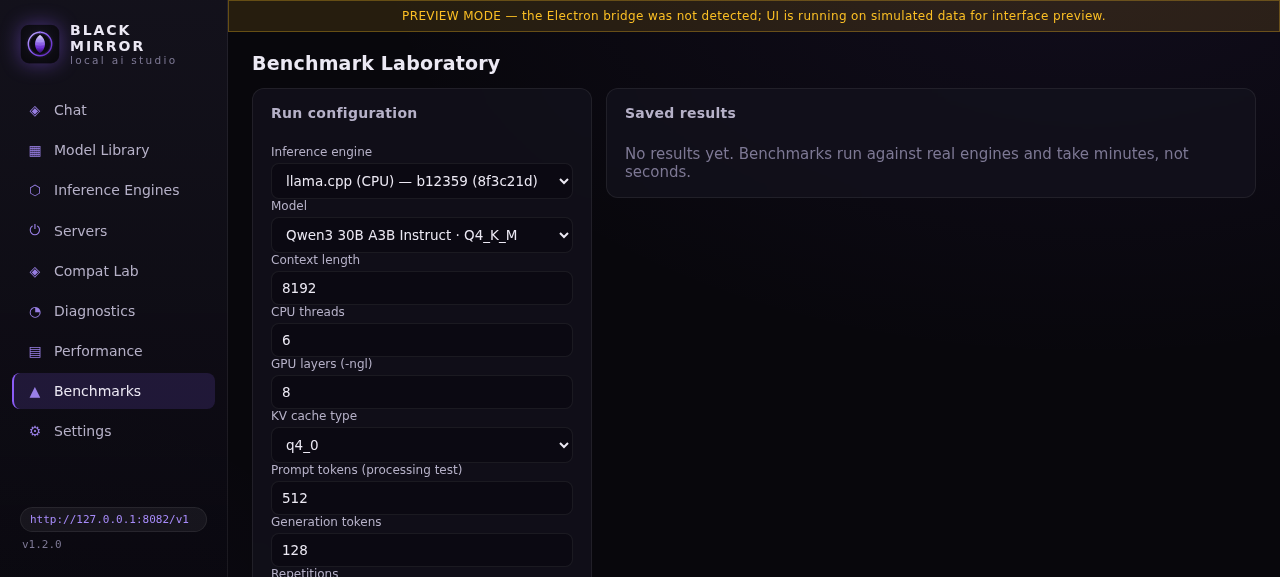 PREVIEW MODE — the Electron bridge was not detected; UI is running on simulated data for interface preview.
BLACK
MIRROR
local ai studio
Chat
Model Library
Inference Engines
Servers
Compat Lab
Diagnostics
Performance
Benchmarks
Settings
http://127.0.0.1:8082/v1
v1.2.0
Benchmark Laboratory
Run configuration
Inference engine
llama.cpp (CPU) — b12359 (8f3c21d)
Model
Qwen3 30B A3B Instruct · Q4_K_M
Context length
8192
CPU threads
6
GPU layers (-ngl)
8
KV cache type
q4_0
Prompt tokens (processing test)
512
Generation tokens
128
Repetitions
Saved results
No results yet. Benchmarks run against real engines and take minutes, not
seconds.